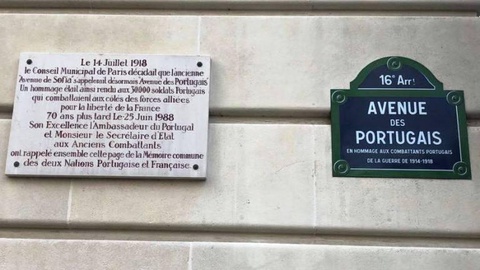 Le 14 Juillet 1918
le Conseil Municipal de Paris décidait que l'ancienne
Avenue de Sofia s'appelerait désormais Avenue des Portugais
Un hommage était ainsi rendu aux 30000 soldats Portugais
qui combattaient aux côtés des forces alliées
pour la liberté de la France
70 ans plus tard Le 25 Juin 1988
Son Excellence l'Ambassadeur du Portugal
et Monsieur le Secrétaire d'Etat
aux Anciens Combattants
ont rappelé ensemble celle page de la Mémoire commune
des deux Nations Portugaise et Française.
16e Arrt
AVENUE
DES
PORTUGAIS
EN HOMMAGE AUX COMBATTANTS PORTUGAIS
DE LA GUERRE DE 1914-1918